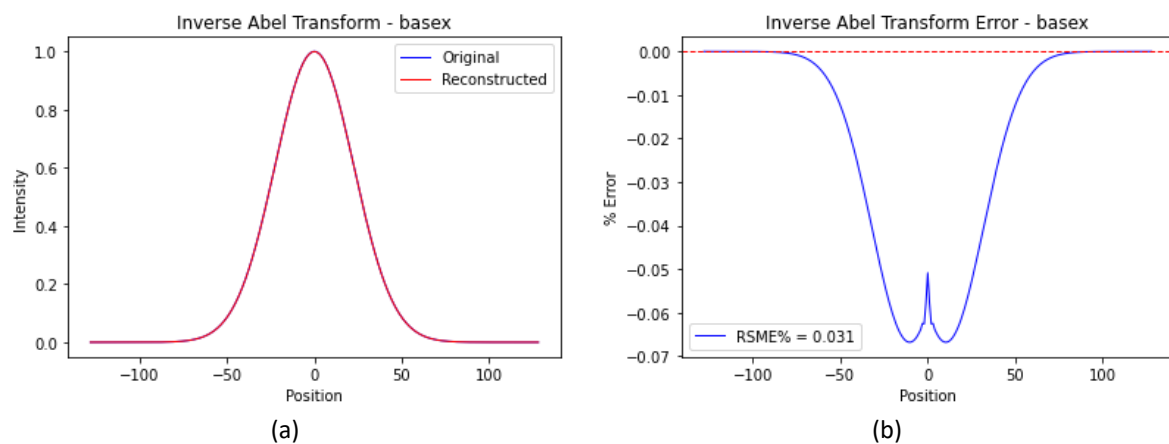 Inverse Abel Transform - basex
Original
Reconstructed
Intensity
1.0
0.8
0.6
0.4
0.2
0.0
−100
−50
0
50
100
Position
(a)
Inverse Abel Transform Error - basex
% Error
0.00
−0.01
−0.02
−0.03
−0.04
−0.05
−0.06
−0.07
RSME% = 0.031
−100
−50
0
50
100
Position
(b)